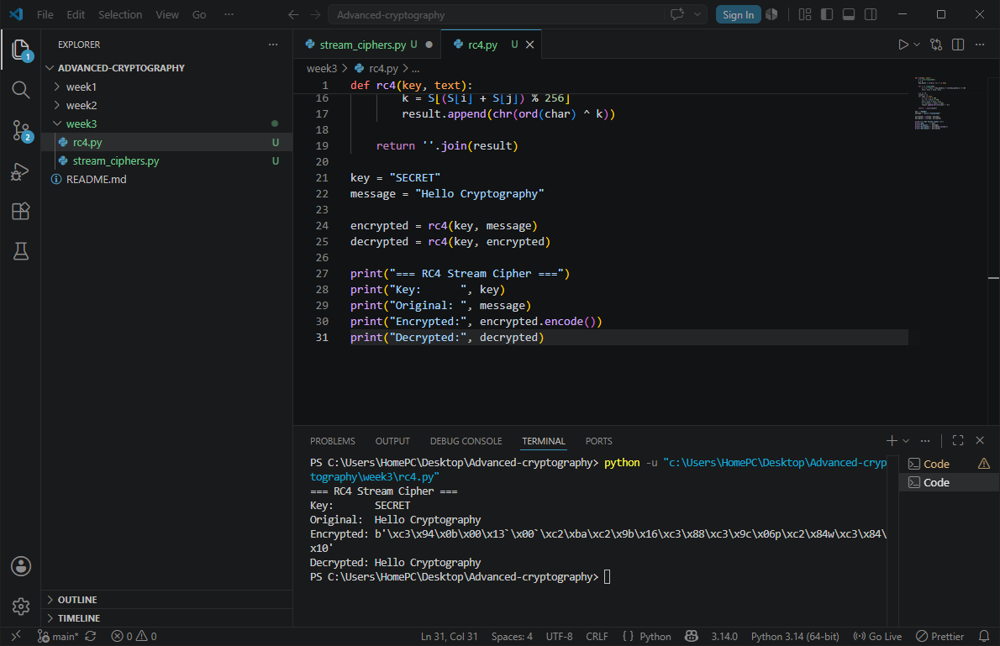 File Edit Selection View Go ··· Advanced-cryptography Sign In
EXPLORER ···
ADVANCED-CRYPTOGRAPHY
week1
week2
week3
rc4.py U
stream_ciphers.py U
README.md
OUTLINE
TIMELINE
1
2
stream_ciphers.py U rc4.py U
week3 > rc4.py > ...
1 def rc4(key, text):
16 k = S[(S[i] + S[j]) % 256]
17 result.append(chr(ord(char) ^ k))
18
19 return ''.join(result)
20
21 key = "SECRET"
22 message = "Hello Cryptography"
23
24 encrypted = rc4(key, message)
25 decrypted = rc4(key, encrypted)
26
27 print("=== RC4 Stream Cipher ===")
28 print("Key:      ", key)
29 print("Original: ", message)
30 print("Encrypted:", encrypted.encode())
31 print("Decrypted:", decrypted)
PROBLEMS OUTPUT DEBUG CONSOLE TERMINAL PORTS
PS C:\Users\HomePC\Desktop\Advanced-cryptography> python -u "c:\Users\HomePC\Desktop\Advanced-cryp
tography\week3\rc4.py"
=== RC4 Stream Cipher ===
Key:       SECRET
Original:  Hello Cryptography
Encrypted: b'\xc3\x94\x0b\x00\x13`\x00`\xc2\xba\xc2\x9b\x16\xc3\x88\xc3\x9c\x06p\xc2\x84w\xc3\x84\
x10'
Decrypted: Hello Cryptography
PS C:\Users\HomePC\Desktop\Advanced-cryptography>
Code
Code
main* 0 0 Ln 31, Col 31 Spaces: 4 UTF-8 CRLF { } Python 3.14.0 Python 3.14 (64-bit) Go Live Prettier